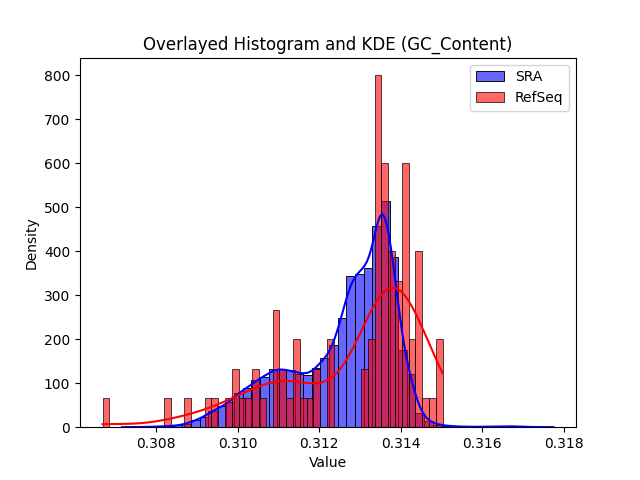 Overlayed Histogram and KDE (GC_Content)
SRA
RefSeq
800
700
600
500
400
300
200
100
0
Density
0.308 0.310 0.312 0.314 0.316 0.318
Value